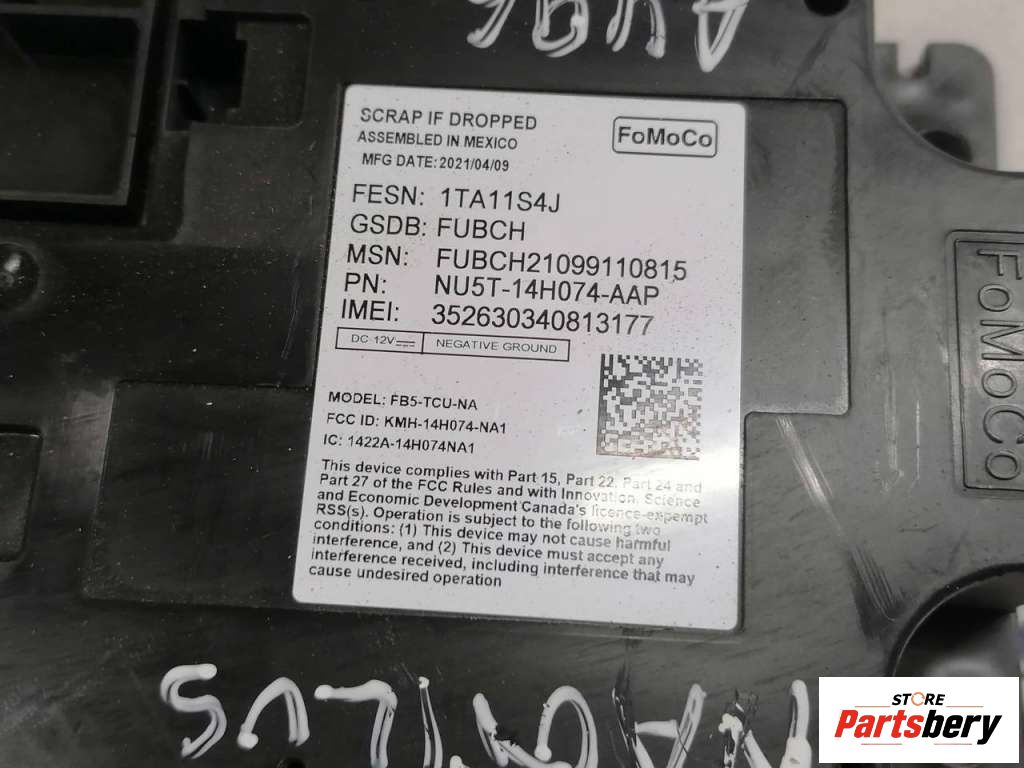 SCRAP IF DROPPED
ASSEMBLED IN MEXICO
MFG DATE: 2021/04/09
FoMoCo
FESN: 1TA11S4J
GSDB: FUBCH
MSN: FUBCH21099110815
PN: NU5T-14H074-AAP
IMEI: 352630340813177
DC 12V
NEGATIVE GROUND
MODEL: FB5-TCU-NA
FCC ID: KMH-14H074-NA1
IC: 1422A-14H074NA1
This device complies with Part 15, Part 22, Part 24 and
Part 27 of the FCC Rules and with Innovation, Science
and Economic Development Canada's licence-expempt
RSS(s). Operation is subject to the following two
conditions: (1) This device may not cause harmful
interference, and (2) This device must accept any
interference received, including interference that may
cause undesired operation
FoMoCo
STORE
Partsbery